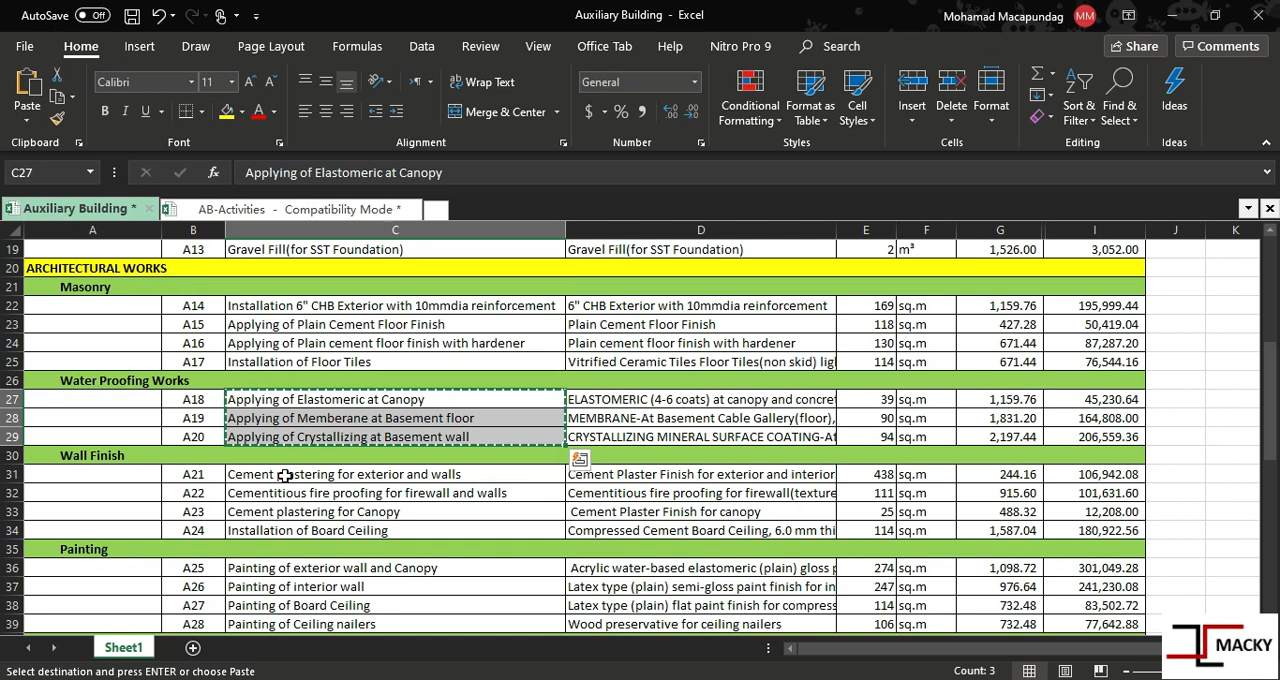 AutoSave Off Auxiliary Building - Excel Mohamad Macapundag MM
File Home Insert Draw Page Layout Formulas Data Review View Office Tab Help Nitro Pro 9 Search Share Comments
Calibri 11 A A Wrap Text General Σ
Paste B I U A Merge & Center $ % Conditional Formatting Format as Table Cell Styles Insert Delete Format Sort & Filter Find & Select Ideas
Clipboard Font Alignment Number Styles Cells Editing Ideas
C27 fx Applying of Elastomeric at Canopy
Auxiliary Building * AB-Activities - Compatibility Mode *
A B C D E F G I J K
19 A13 Gravel Fill(for SST Foundation) Gravel Fill(for SST Foundation) 2 m³ 1,526.00 3,052.00
20 ARCHITECTURAL WORKS
21 Masonry
22 A14 Installation 6" CHB Exterior with 10mmdia reinforcement 6" CHB Exterior with 10mmdia reinforcement 169 sq.m 1,159.76 195,999.44
23 A15 Applying of Plain Cement Floor Finish Plain Cement Floor Finish 118 sq.m 427.28 50,419.04
24 A16 Applying of Plain cement floor finish with hardener Plain cement floor finish with hardener 130 sq.m 671.44 87,287.20
25 A17 Installation of Floor Tiles Vitrified Ceramic Tiles Floor Tiles(non skid) lig 114 sq.m 671.44 76,544.16
26 Water Proofing Works
27 A18 Applying of Elastomeric at Canopy ELASTOMERIC (4-6 coats) at canopy and concre 39 sq.m 1,159.76 45,230.64
28 A19 Applying of Memberane at Basement floor MEMBRANE-At Basement Cable Gallery(floor), 90 sq.m 1,831.20 164,808.00
29 A20 Applying of Crystallizing at Basement wall CRYSTALLIZING MINERAL SURFACE COATING-At 94 sq.m 2,197.44 206,559.36
30 Wall Finish
31 A21 Cement stering for exterior and walls Cement Plaster Finish for exterior and interior 438 sq.m 244.16 106,942.08
32 A22 Cementitious fire proofing for firewall and walls Cementitious fire proofing for firewall(texture 111 sq.m 915.60 101,631.60
33 A23 Cement plastering for Canopy Cement Plaster Finish for canopy 25 sq.m 488.32 12,208.00
34 A24 Installation of Board Ceiling Compressed Cement Board Ceiling, 6.0 mm thi 114 sq.m 1,587.04 180,922.56
35 Painting
36 A25 Painting of exterior wall and Canopy Acrylic water-based elastomeric (plain) gloss p 274 sq.m 1,098.72 301,049.28
37 A26 Painting of interior wall Latex type (plain) semi-gloss paint finish for in 247 sq.m 976.64 241,230.08
38 A27 Painting of Board Ceiling Latex type (plain) flat paint finish for compress 114 sq.m 732.48 83,502.72
39 A28 Painting of Ceiling nailers Wood preservative for ceiling nailers 106 sq.m 732.48 77,642.88
Sheet1
MACKY
Select destination and press ENTER or choose Paste Count: 3